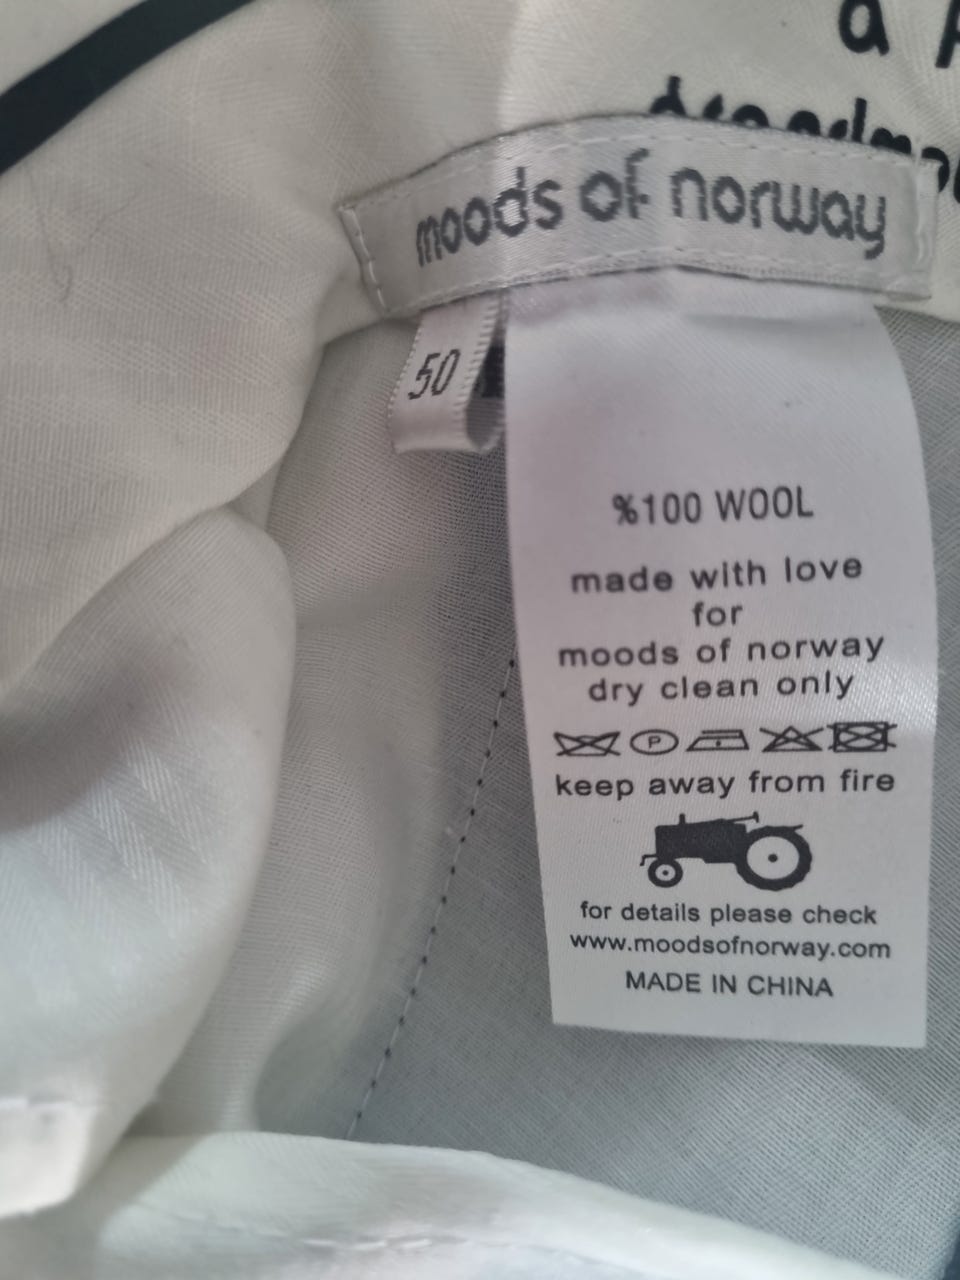 a
moods of norway
50
%100 WOOL
made with love
for
moods of norway
dry clean only
P
keep away from fire
for details please check
www.moodsofnorway.com
MADE IN CHINA